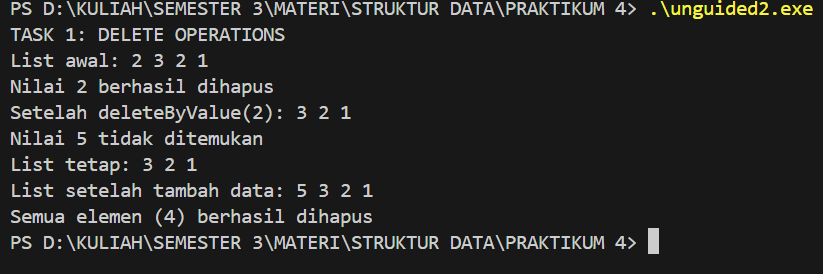 PS D:\KULIAH\SEMESTER 3\MATERI\STRUKTUR DATA\PRAKTIKUM 4> .\unguided2.exe
TASK 1: DELETE OPERATIONS
List awal: 2 3 2 1
Nilai 2 berhasil dihapus
Setelah deleteByValue(2): 3 2 1
Nilai 5 tidak ditemukan
List tetap: 3 2 1
List setelah tambah data: 5 3 2 1
Semua elemen (4) berhasil dihapus
PS D:\KULIAH\SEMESTER 3\MATERI\STRUKTUR DATA\PRAKTIKUM 4>